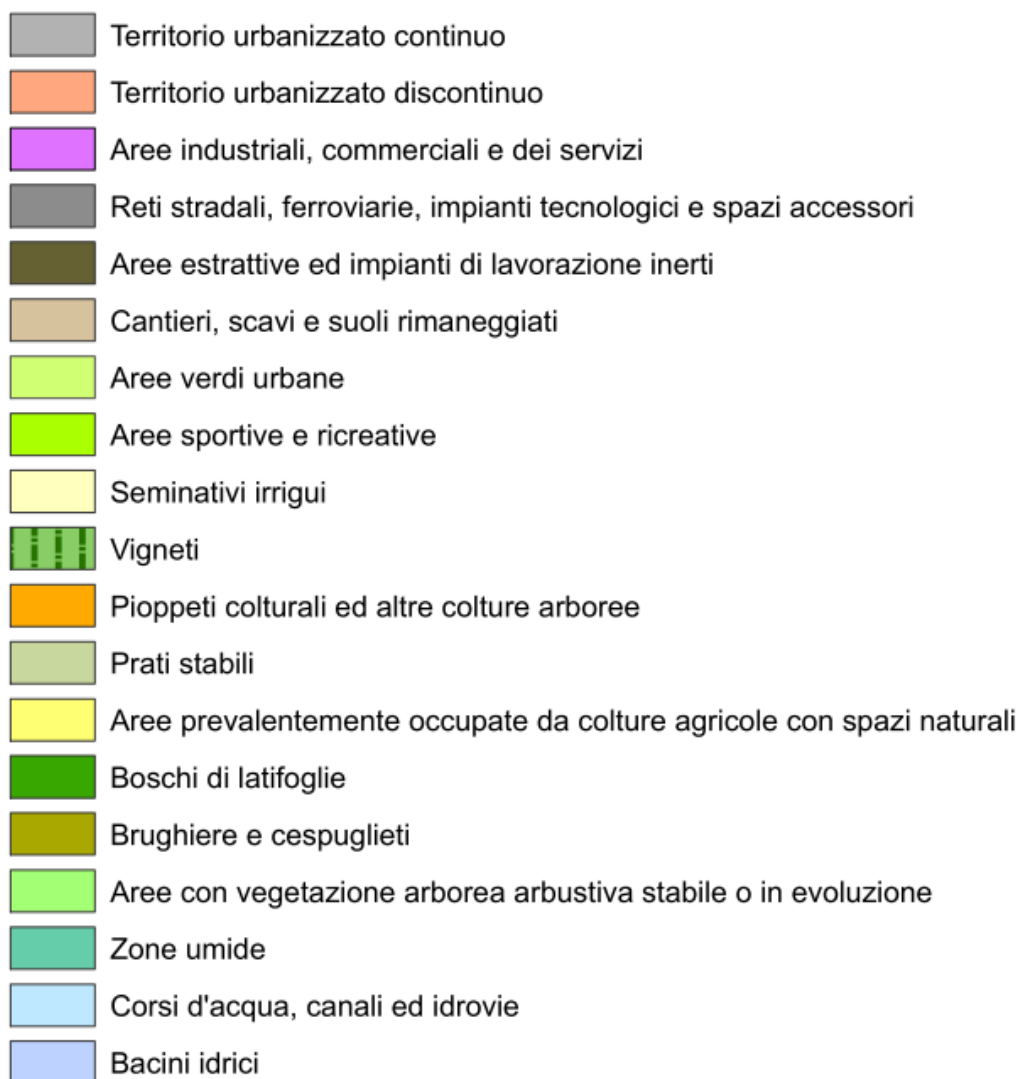 Territorio urbanizzato continuo
Territorio urbanizzato discontinuo
Aree industriali, commerciali e dei servizi
Reti stradali, ferroviarie, impianti tecnologici e spazi accessori
Aree estrattive ed impianti di lavorazione inerti
Cantieri, scavi e suoli rimaneggiati
Aree verdi urbane
Aree sportive e ricreative
Seminativi irrigui
Vigneti
Pioppeti colturali ed altre colture arboree
Prati stabili
Aree prevalentemente occupate da colture agricole con spazi naturali
Boschi di latifoglie
Brughiere e cespuglieti
Aree con vegetazione arborea arbustiva stabile o in evoluzione
Zone umide
Corsi d'acqua, canali ed idrovie
Bacini idrici